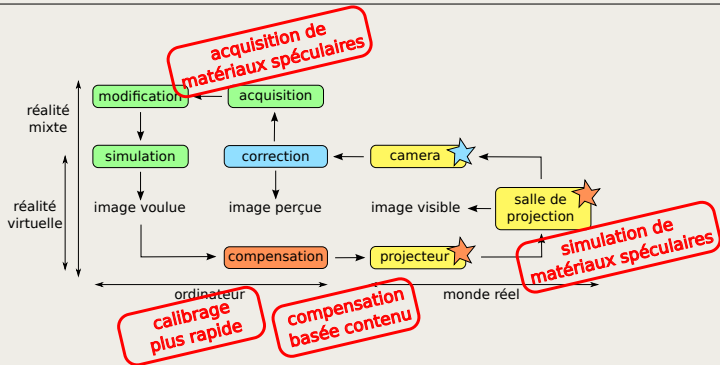 acquisition de
matériaux spéculaires
modification
acquisition
réalité
mixte
simulation
correction
camera
réalité
virtuelle
image voulue
image perçue
image visible
salle de
projection
compensation
projecteur
simulation de
matériaux spéculaires
ordinateur
monde réel
calibrage
plus rapide
compensation
basée contenu